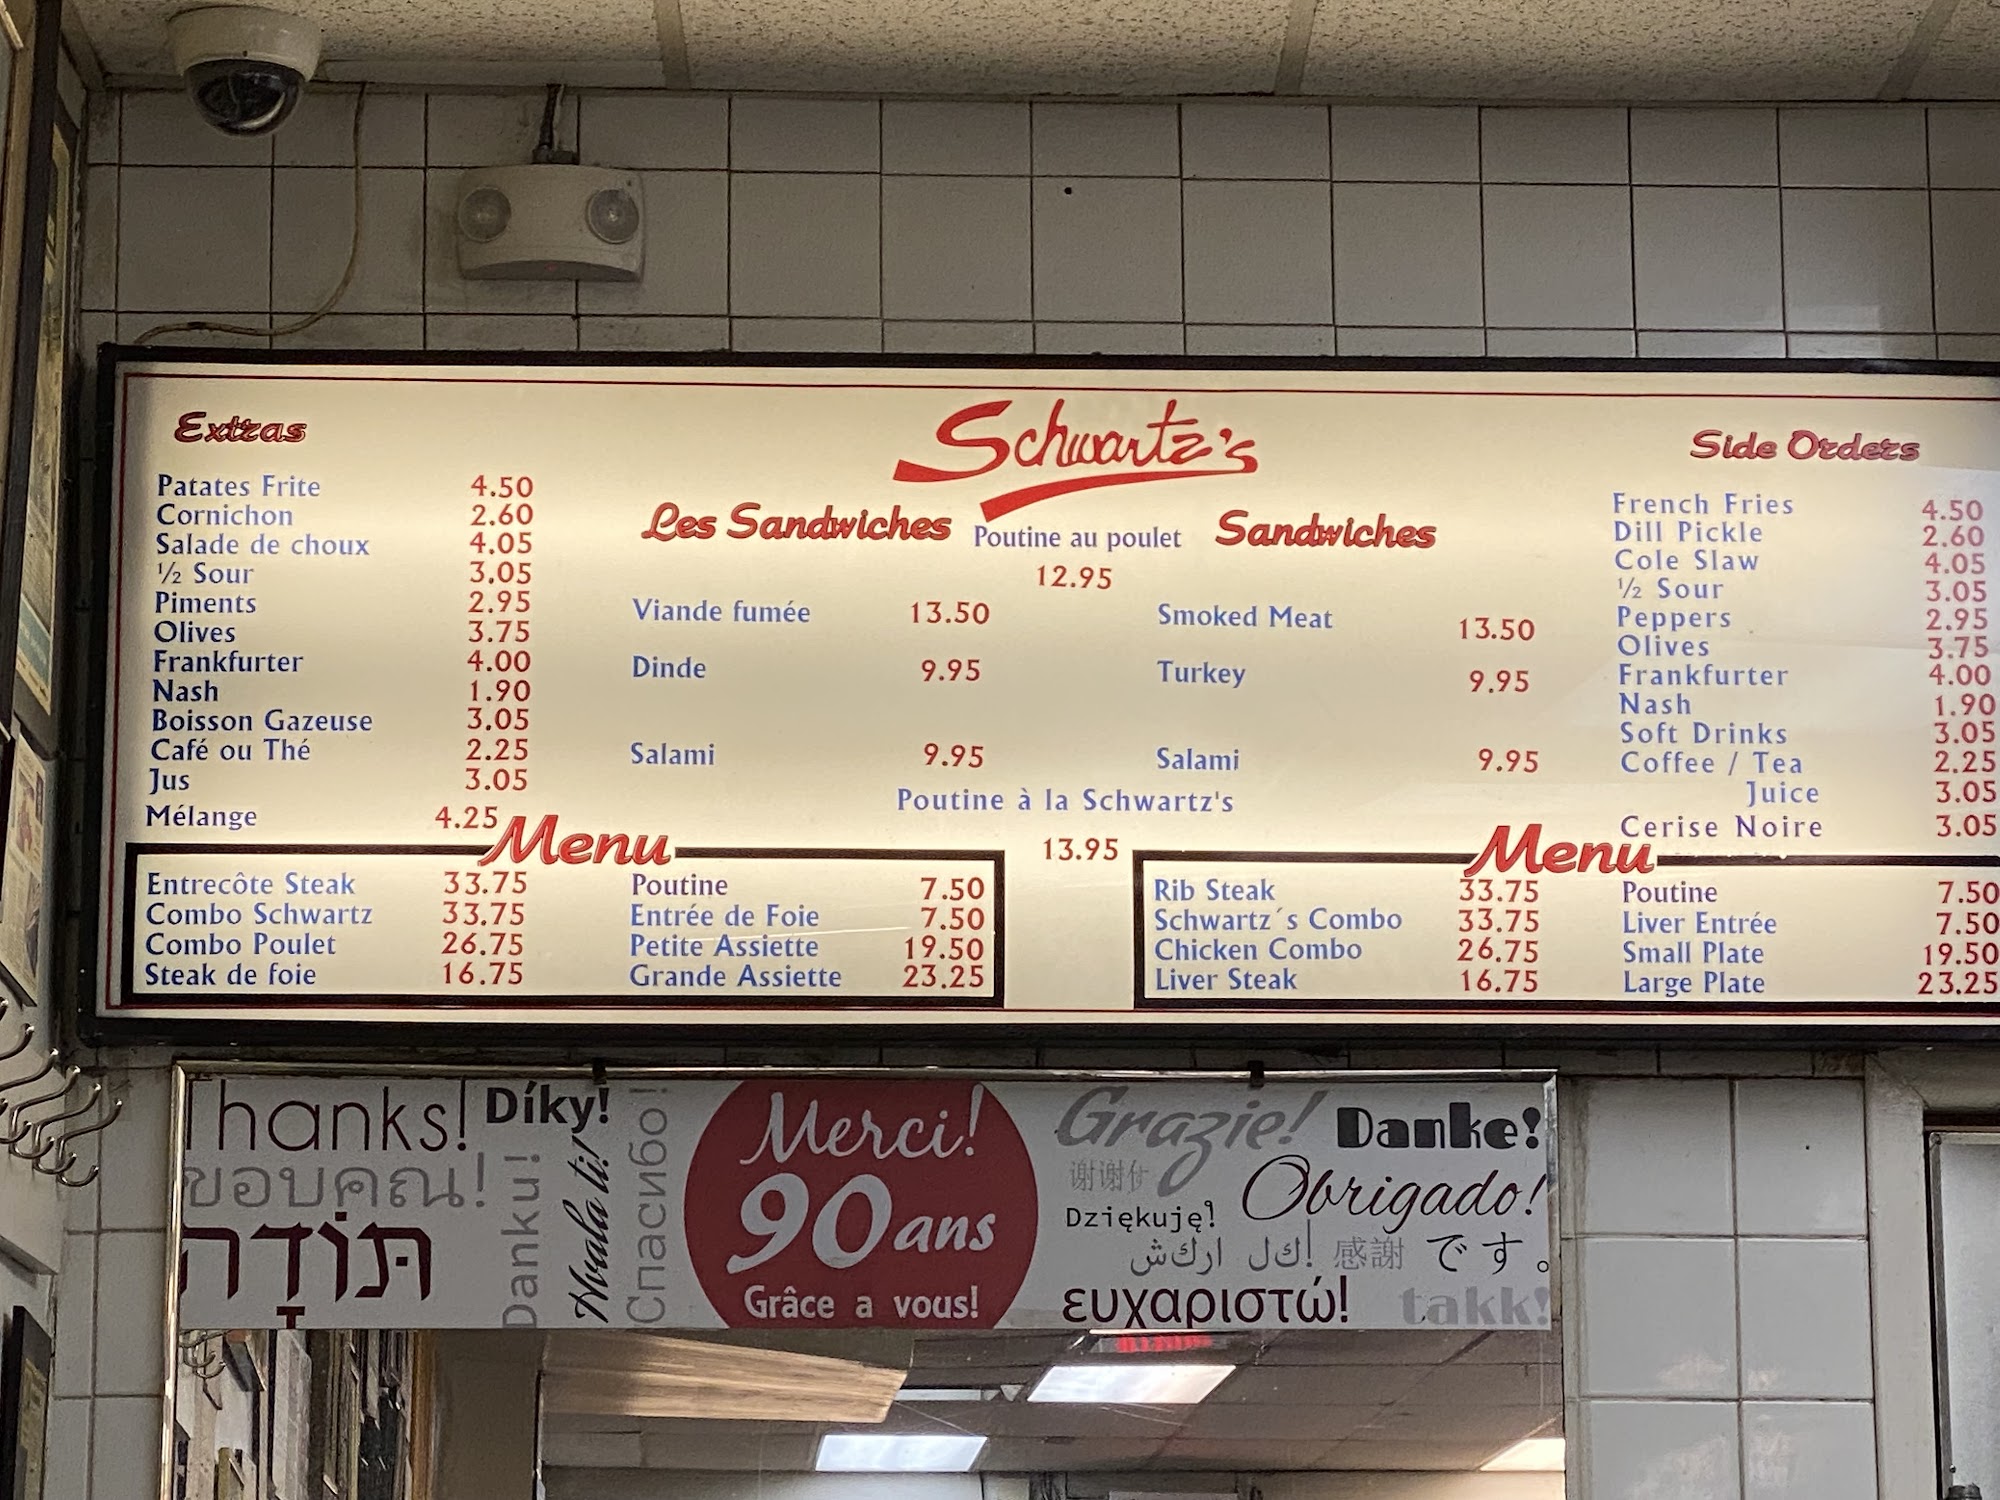 Schwartz's
Extras
Patates Frite 4.50
Cornichon 2.60
Salade de choux 4.05
½ Sour 3.05
Piments 2.95
Olives 3.75
Frankfurter 4.00
Nash 1.90
Boisson Gazeuse 3.05
Café ou Thé 2.25
Jus 3.05
Mélange 4.25
Les Sandwiches
Viande fumée 13.50
Dinde 9.95
Salami 9.95
Poutine au poulet
12.95
Sandwiches
Smoked Meat 13.50
Turkey 9.95
Salami 9.95
Poutine à la Schwartz's
13.95
Side Orders
French Fries 4.50
Dill Pickle 2.60
Cole Slaw 4.05
½ Sour 3.05
Peppers 2.95
Olives 3.75
Frankfurter 4.00
Nash 1.90
Soft Drinks 3.05
Coffee / Tea 2.25
Juice 3.05
Cerise Noire 3.05
Menu
Entrecôte Steak 33.75 Poutine 7.50
Combo Schwartz 33.75 Entrée de Foie 7.50
Combo Poulet 26.75 Petite Assiette 19.50
Steak de foie 16.75 Grande Assiette 23.25
Menu
Rib Steak 33.75 Poutine 7.50
Schwartz´s Combo 33.75 Liver Entrée 7.50
Chicken Combo 26.75 Small Plate 19.50
Liver Steak 16.75 Large Plate 23.25
Thanks!
Díky!
ขอบคุณ!
תּוֹדָה
Danku!
Hvala ti!
Спасибо!
Merci!
90 ans
Grâce a vous!
Grazie!
Danke!
谢谢
Obrigado!
Dziękuję!
شكرا لك!
感謝 です。
ευχαριστώ!
takk!